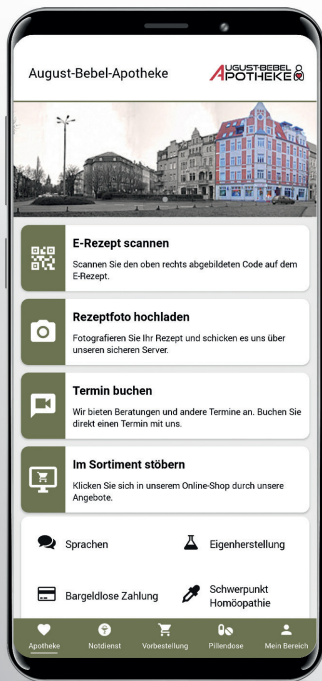 August-Bebel-Apotheke
AUGUST-BEBEL
APOTHEKE
E-Rezept scannen
Scannen Sie den oben rechts abgebildeten Code auf dem
E-Rezept.
Rezeptfoto hochladen
Fotografieren Sie Ihr Rezept und schicken es uns über
unseren sicheren Server.
Termin buchen
Wir bieten Beratungen und andere Termine an. Buchen Sie
direkt einen Termin mit uns.
Im Sortiment stöbern
Klicken Sie sich in unserem Online-Shop durch unsere
Angebote.
Sprachen
Eigenherstellung
Bargeldlose Zahlung
Schwerpunkt
Homöopathie
Apotheke
Notdienst
Vorbestellung
Pillendose
Mein Bereich